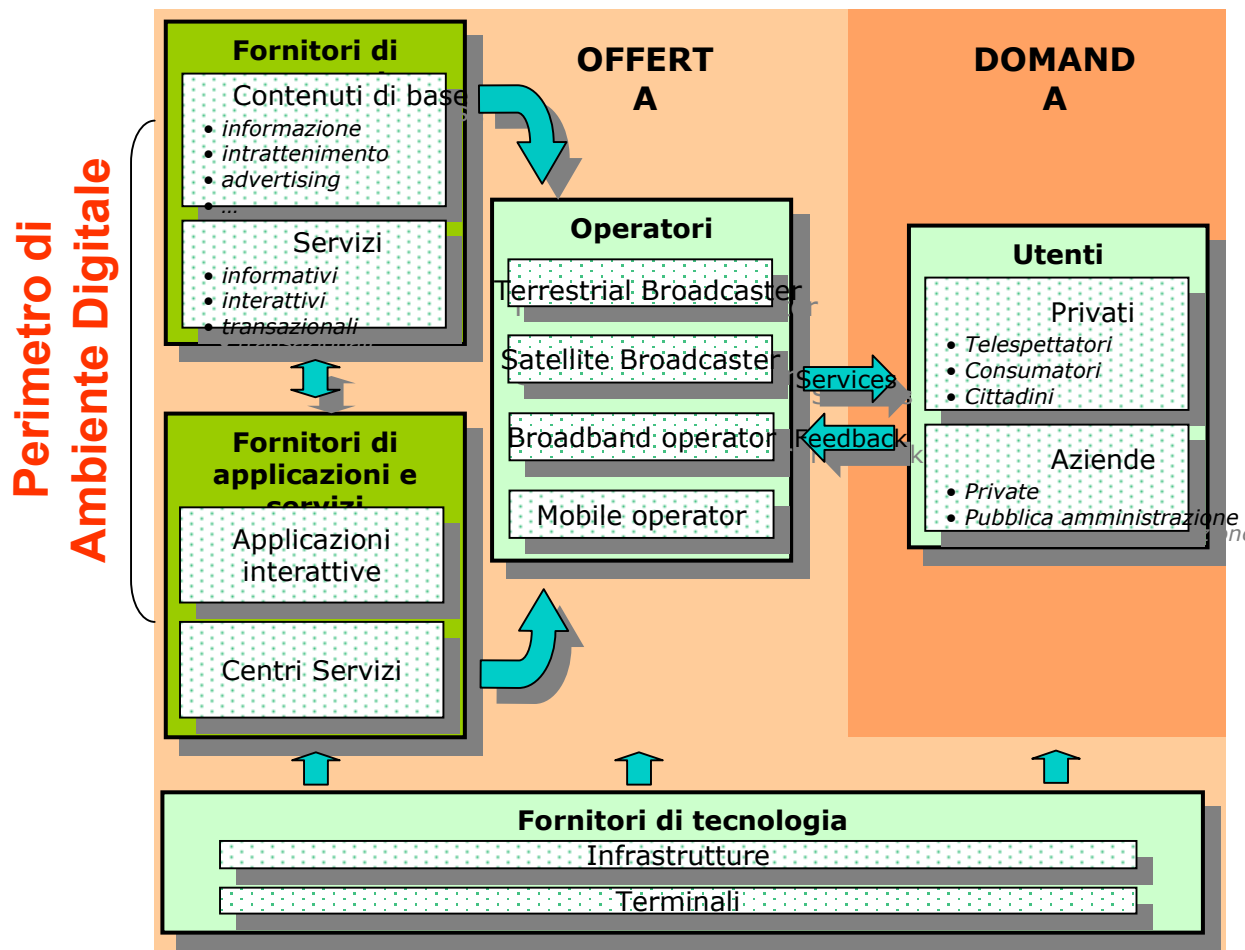 Perimetro di
Ambiente Digitale
Fornitori di
Contenuti di base
• informazione
• intrattenimento
• advertising
• ...
Servizi
• informativi
• interattivi
• transazionali
Fornitori di
applicazioni e
servizi
Applicazioni
interattive
Centri Servizi
OFFERT
A
Operatori
Terrestrial Broadcaster
Satellite Broadcaster
Broadband operator
Mobile operator
Services
Feedback
DOMAND
A
Utenti
Privati
• Telespettatori
• Consumatori
• Cittadini
Aziende
• Private
• Pubblica amministrazione
Fornitori di tecnologia
Infrastrutture
Terminali